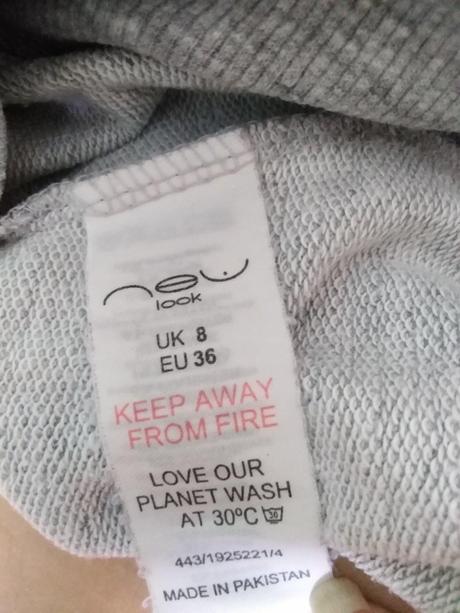 new
look
UK 8
EU 36
KEEP AWAY
FROM FIRE
LOVE OUR
PLANET WASH
AT 30ºC 30
443/1925221/4
MADE IN PAKISTAN